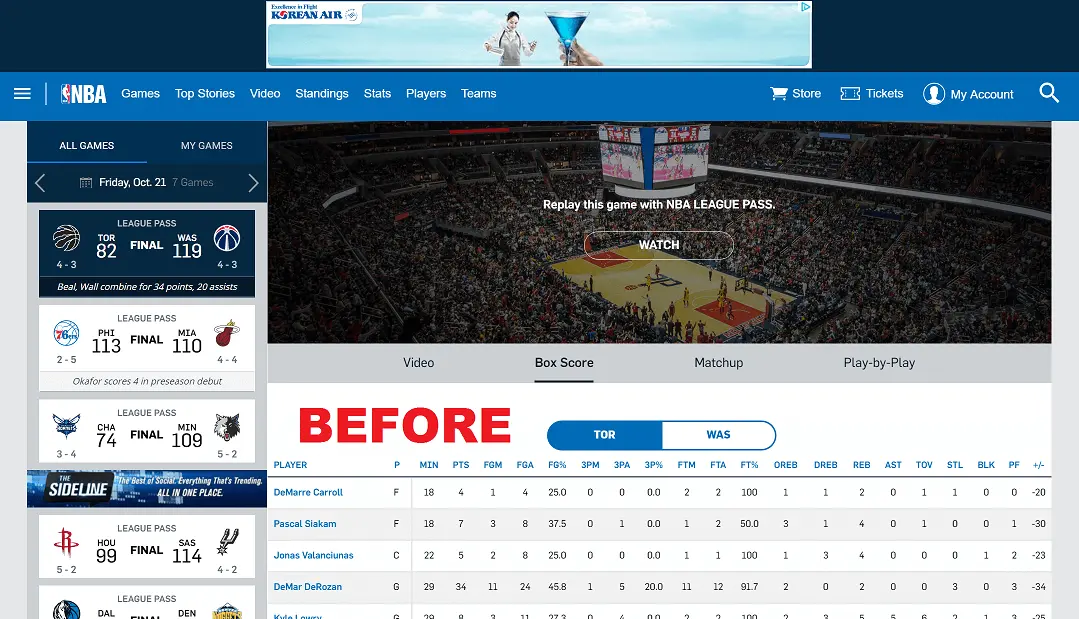 Excellence in Flight
KOREAN AIR
NBA Games Top Stories Video Standings Stats Players Teams Store Tickets My Account
ALL GAMES MY GAMES
Friday, Oct. 21 7 Games
LEAGUE PASS
TOR 82 FINAL WAS 119
4 - 3 4 - 3
Beal, Wall combine for 34 points, 20 assists
LEAGUE PASS
76ers PHI 113 FINAL MIA 110
2 - 5 4 - 4
Okafor scores 4 in preseason debut
LEAGUE PASS
CHA 74 FINAL MIN 109
3 - 4 5 - 2
THE SIDELINE The Best of Social. Everything That's Trending.
ALL IN ONE PLACE.
LEAGUE PASS
HOU 99 FINAL SAS 114
5 - 2 4 - 2
LEAGUE PASS
DAL FINAL DEN
Replay this game with NBA LEAGUE PASS.
WATCH
Video Box Score Matchup Play-by-Play
BEFORE
TOR WAS
PLAYER P MIN PTS FGM FGA FG% 3PM 3PA 3P% FTM FTA FT% OREB DREB REB AST TOV STL BLK PF +/-
DeMarre Carroll F 18 4 1 4 25.0 0 0 0.0 2 2 100 1 1 2 0 1 1 0 0 -20
Pascal Siakam F 18 7 3 8 37.5 0 1 0.0 1 2 50.0 3 1 4 0 1 0 0 1 -30
Jonas Valanciunas C 22 5 2 8 25.0 0 0 0.0 1 1 100 1 3 4 0 0 0 1 2 -23
DeMar DeRozan G 29 34 11 24 45.8 1 5 20.0 11 12 91.7 2 0 2 0 0 3 0 3 -34
Kyle Lowry G 29 8 3 11 27.3 0 4 0.0 2 2 100 0 5 5 6 2 1 3 -25